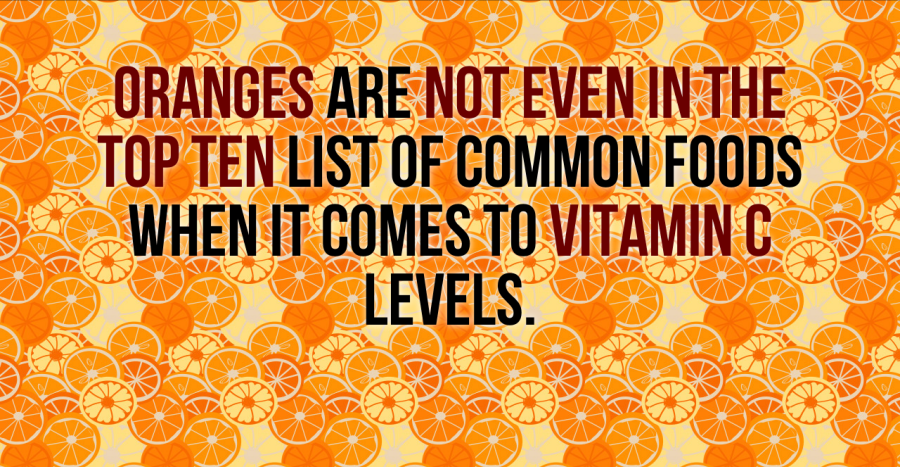 ORANGES ARE NOT EVEN IN THE
TOP TEN LIST OF COMMON FOODS
WHEN IT COMES TO VITAMIN C
LEVELS.